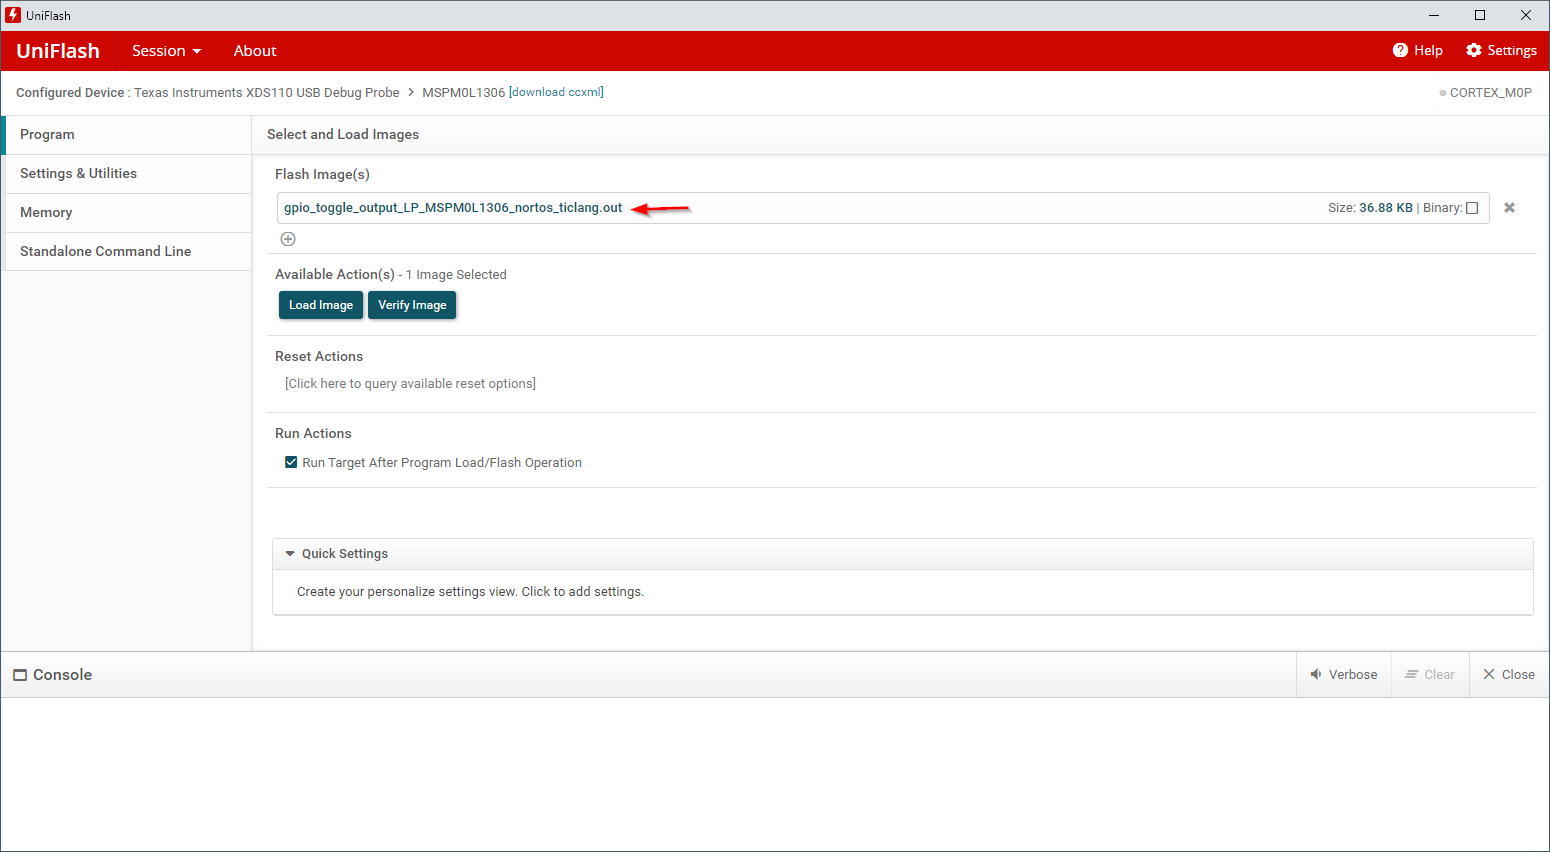 UniFlash
UniFlash Session About Help Settings
Configured Device : Texas Instruments XDS110 USB Debug Probe > MSPM0L1306 [download ccxml] CORTEX_M0P
Program
Settings & Utilities
Memory
Standalone Command Line
Select and Load Images
Flash Image(s)
gpio_toggle_output_LP_MSPM0L1306_nortos_ticlang.out Size: 36.88 KB | Binary:
Available Action(s) - 1 Image Selected
Load Image Verify Image
Reset Actions
[Click here to query available reset options]
Run Actions
Run Target After Program Load/Flash Operation
Quick Settings
Create your personalize settings view. Click to add settings.
Console Verbose Clear Close